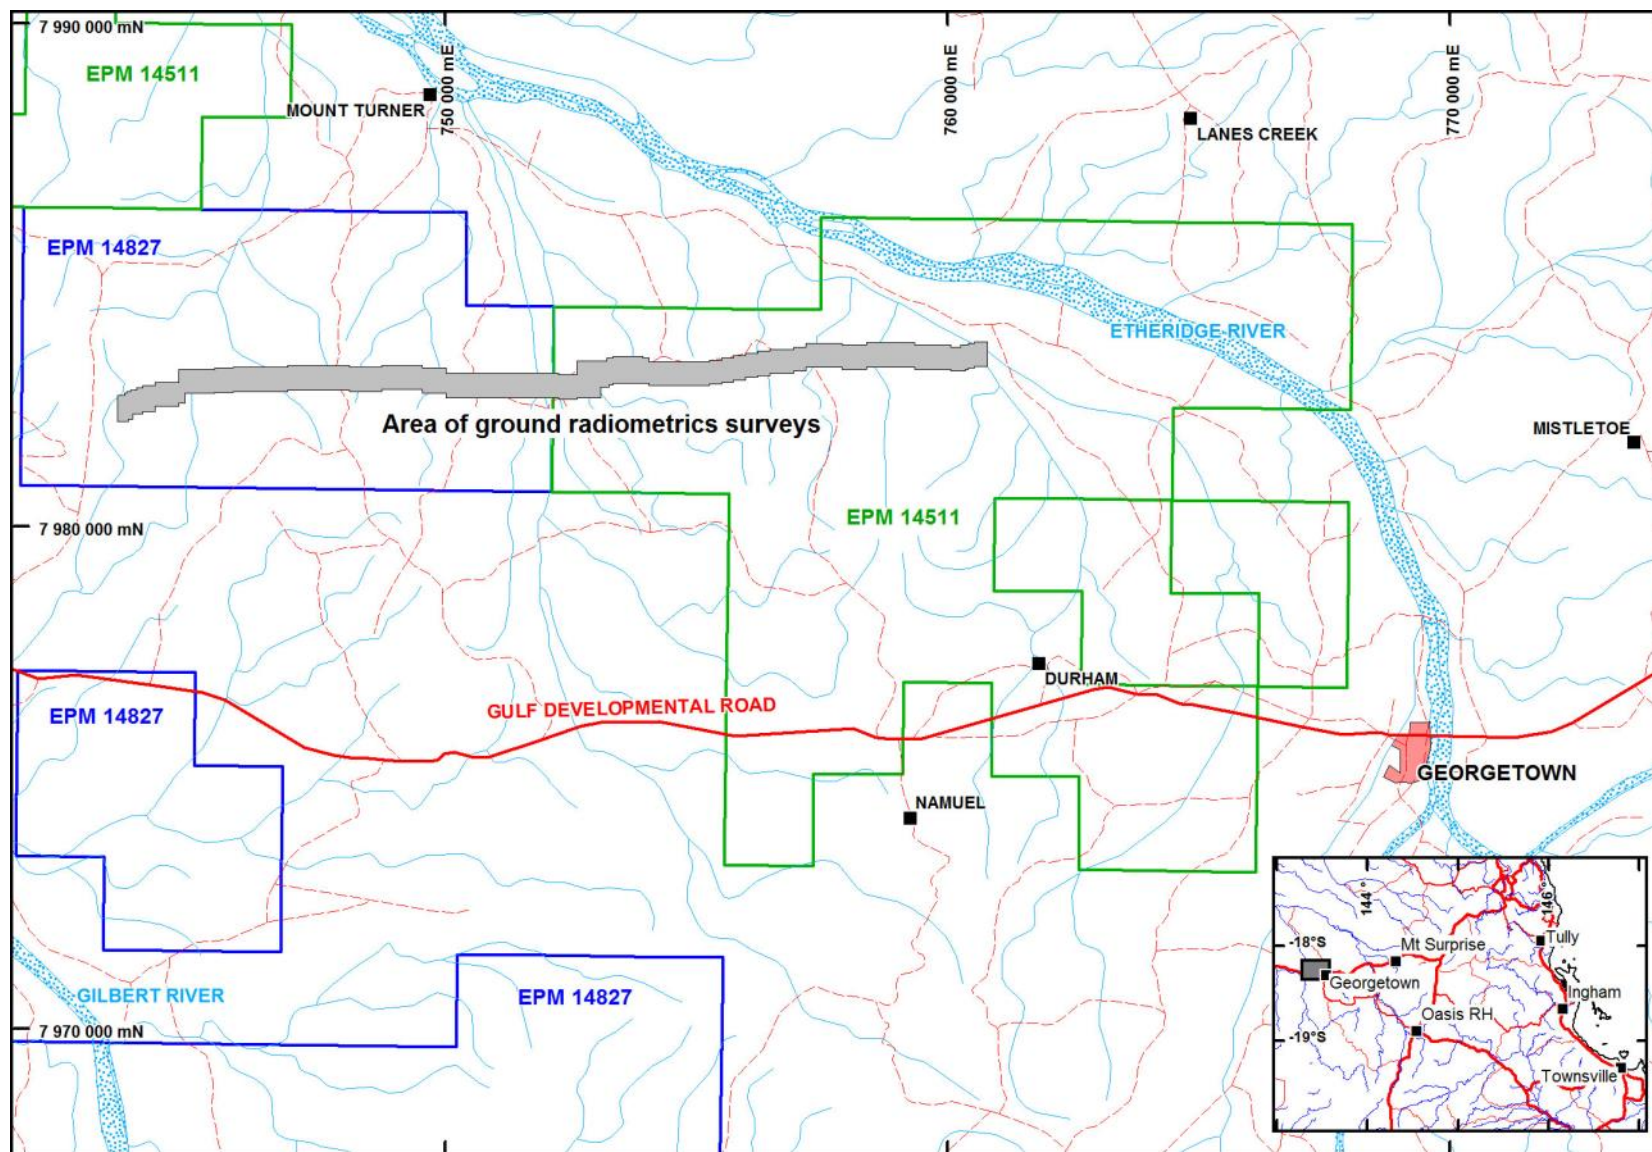 7 990 000 mN
EPM 14511
MOUNT TURNER
750 000 mE
760 000 mE
770 000 mE
LANES CREEK
EPM 14827
ETHERIDGE RIVER
Area of ground radiometrics surveys
MISTLETOE
7 980 000 mN
EPM 14511
DURHAM
EPM 14827
GULF DEVELOPMENTAL ROAD
GEORGETOWN
NAMUEL
GILBERT RIVER
EPM 14827
7 970 000 mN
144 °
146 °
-18°S
Mt Surprise
Tully
Georgetown
Ingham
Oasis RH
-19°S
Townsville